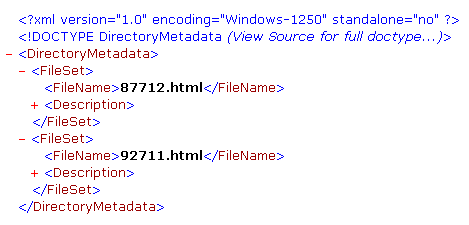 <?xml version="1.0" encoding="Windows-1250" standalone="no" ?>
<!DOCTYPE DirectoryMetadata (View Source for full doctype...)>
- <DirectoryMetadata>
- <FileSet>
<FileName>87712.html</FileName>
+ <Description>
</FileSet>
- <FileSet>
<FileName>92711.html</FileName>
+ <Description>
</FileSet>
</DirectoryMetadata>